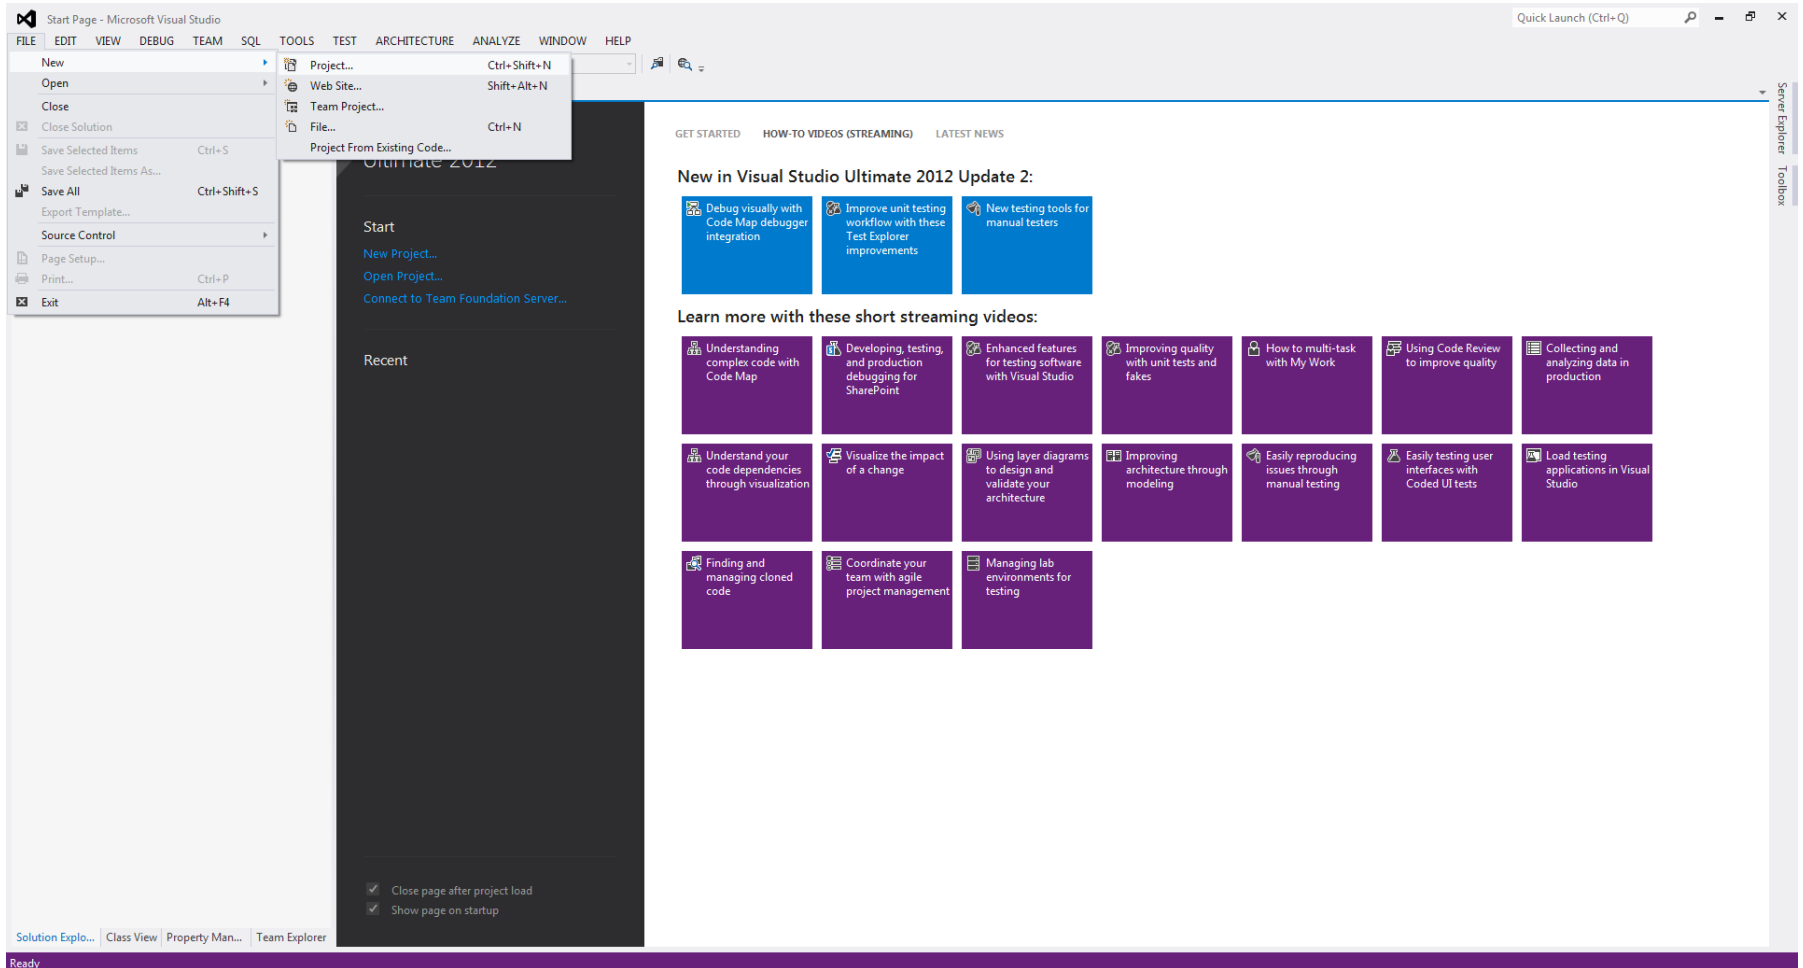 Start Page - Microsoft Visual Studio
Quick Launch (Ctrl+Q)
FILE EDIT VIEW DEBUG TEAM SQL TOOLS TEST ARCHITECTURE ANALYZE WINDOW HELP
New
Open
Close
Close Solution
Save Selected Items Ctrl+S
Save Selected Items As...
Save All Ctrl+Shift+S
Export Template...
Source Control
Page Setup...
Print... Ctrl+P
Exit Alt+F4
Project... Ctrl+Shift+N
Web Site... Shift+Alt+N
Team Project...
File... Ctrl+N
Project From Existing Code...
Ultimate 2012
Start
New Project...
Open Project...
Connect to Team Foundation Server...
Recent
Close page after project load
Show page on startup
GET STARTED HOW-TO VIDEOS (STREAMING) LATEST NEWS
New in Visual Studio Ultimate 2012 Update 2:
Debug visually with
Code Map debugger
integration
Improve unit testing
workflow with these
Test Explorer
improvements
New testing tools for
manual testers
Learn more with these short streaming videos:
Understanding
complex code with
Code Map
Developing, testing,
and production
debugging for
SharePoint
Enhanced features
for testing software
with Visual Studio
Improving quality
with unit tests and
fakes
How to multi-task
with My Work
Using Code Review
to improve quality
Collecting and
analyzing data in
production
Understand your
code dependencies
through visualization
Visualize the impact
of a change
Using layer diagrams
to design and
validate your
architecture
Improving
architecture through
modeling
Easily reproducing
issues through
manual testing
Easily testing user
interfaces with
Coded UI tests
Load testing
applications in Visual
Studio
Finding and
managing cloned
code
Coordinate your
team with agile
project management
Managing lab
environments for
testing
Server Explorer
Toolbox
Solution Explo... Class View Property Man... Team Explorer
Ready